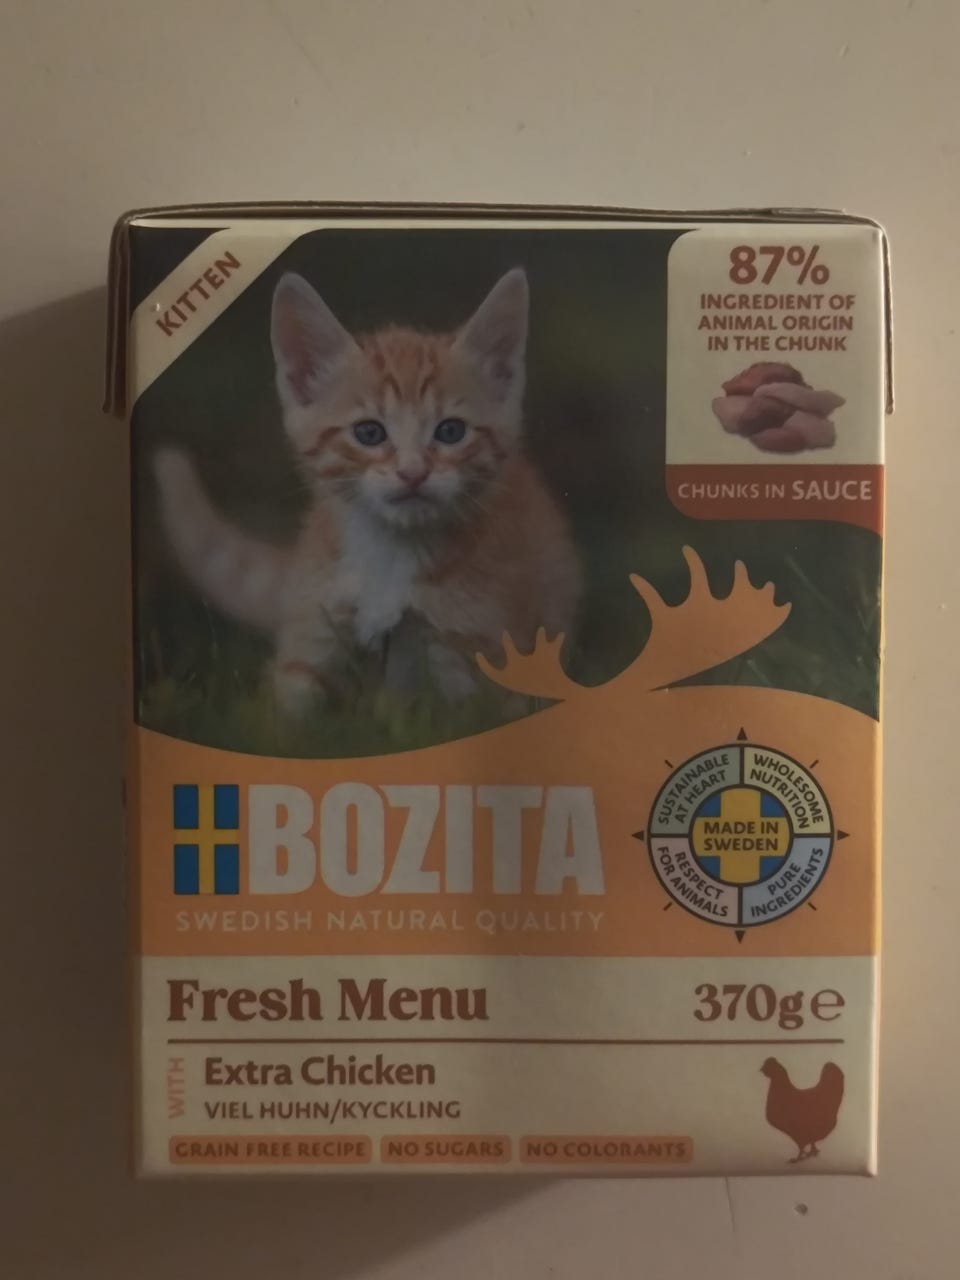 KITTEN
87%
INGREDIENT OF
ANIMAL ORIGIN
IN THE CHUNK
CHUNKS IN SAUCE
BOZITA
SWEDISH NATURAL QUALITY
SUSTAINABLE
AT HEART
WHOLESOME
NUTRITION
MADE IN
SWEDEN
RESPECT
FOR ANIMALS
PURE
INGREDIENTS
Fresh Menu 370g e
WITH
Extra Chicken
VIEL HUHN/KYCKLING
GRAIN FREE RECIPE NO SUGARS NO COLORANTS